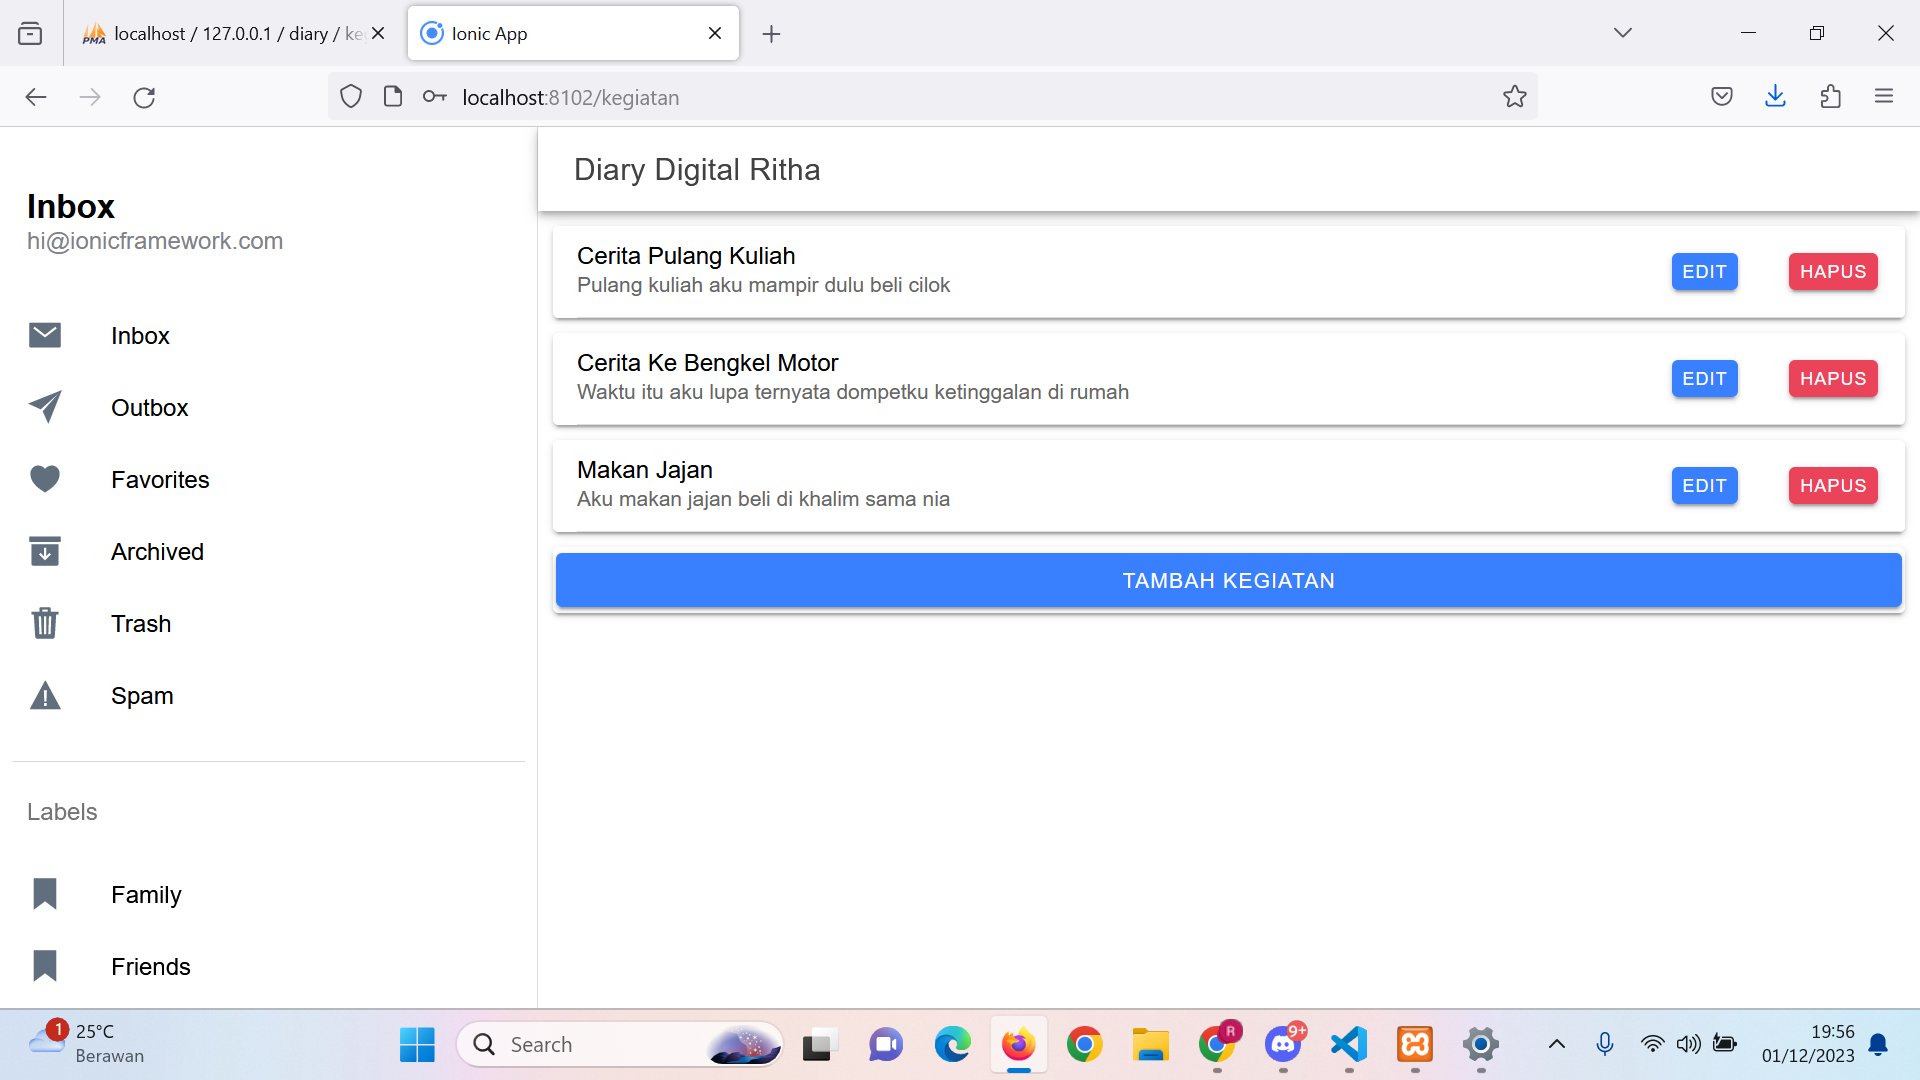 PMA localhost / 127.0.0.1 / diary / ke
Ionic App
localhost:8102/kegiatan
Inbox
hi@ionicframework.com
Inbox
Outbox
Favorites
Archived
Trash
Spam
Labels
Family
Friends
Diary Digital Ritha
Cerita Pulang Kuliah
Pulang kuliah aku mampir dulu beli cilok
EDIT HAPUS
Cerita Ke Bengkel Motor
Waktu itu aku lupa ternyata dompetku ketinggalan di rumah
EDIT HAPUS
Makan Jajan
Aku makan jajan beli di khalim sama nia
EDIT HAPUS
TAMBAH KEGIATAN
1 25°C
Berawan
Search
R
9+
19:56
01/12/2023